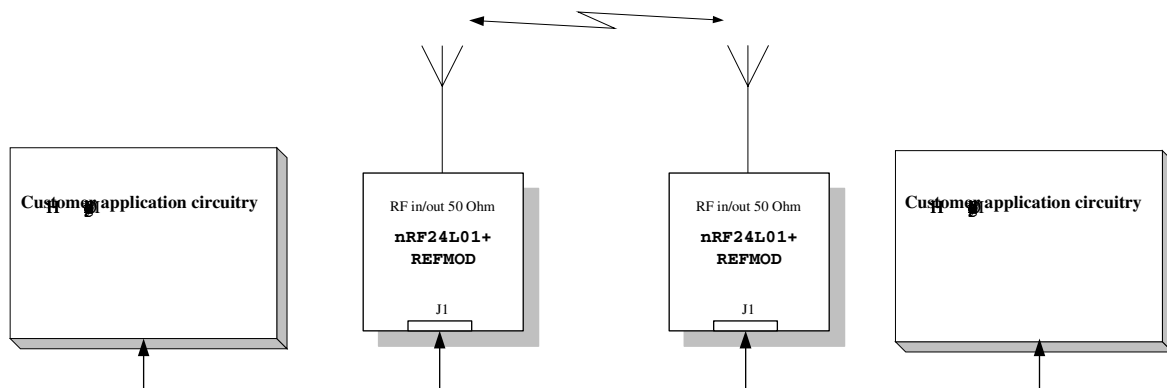 Customer application circuitry
RF in/out 50 Ohm
nRF24L01+
REFMOD
J1
RF in/out 50 Ohm
nRF24L01+
REFMOD
J1
Customer application circuitry